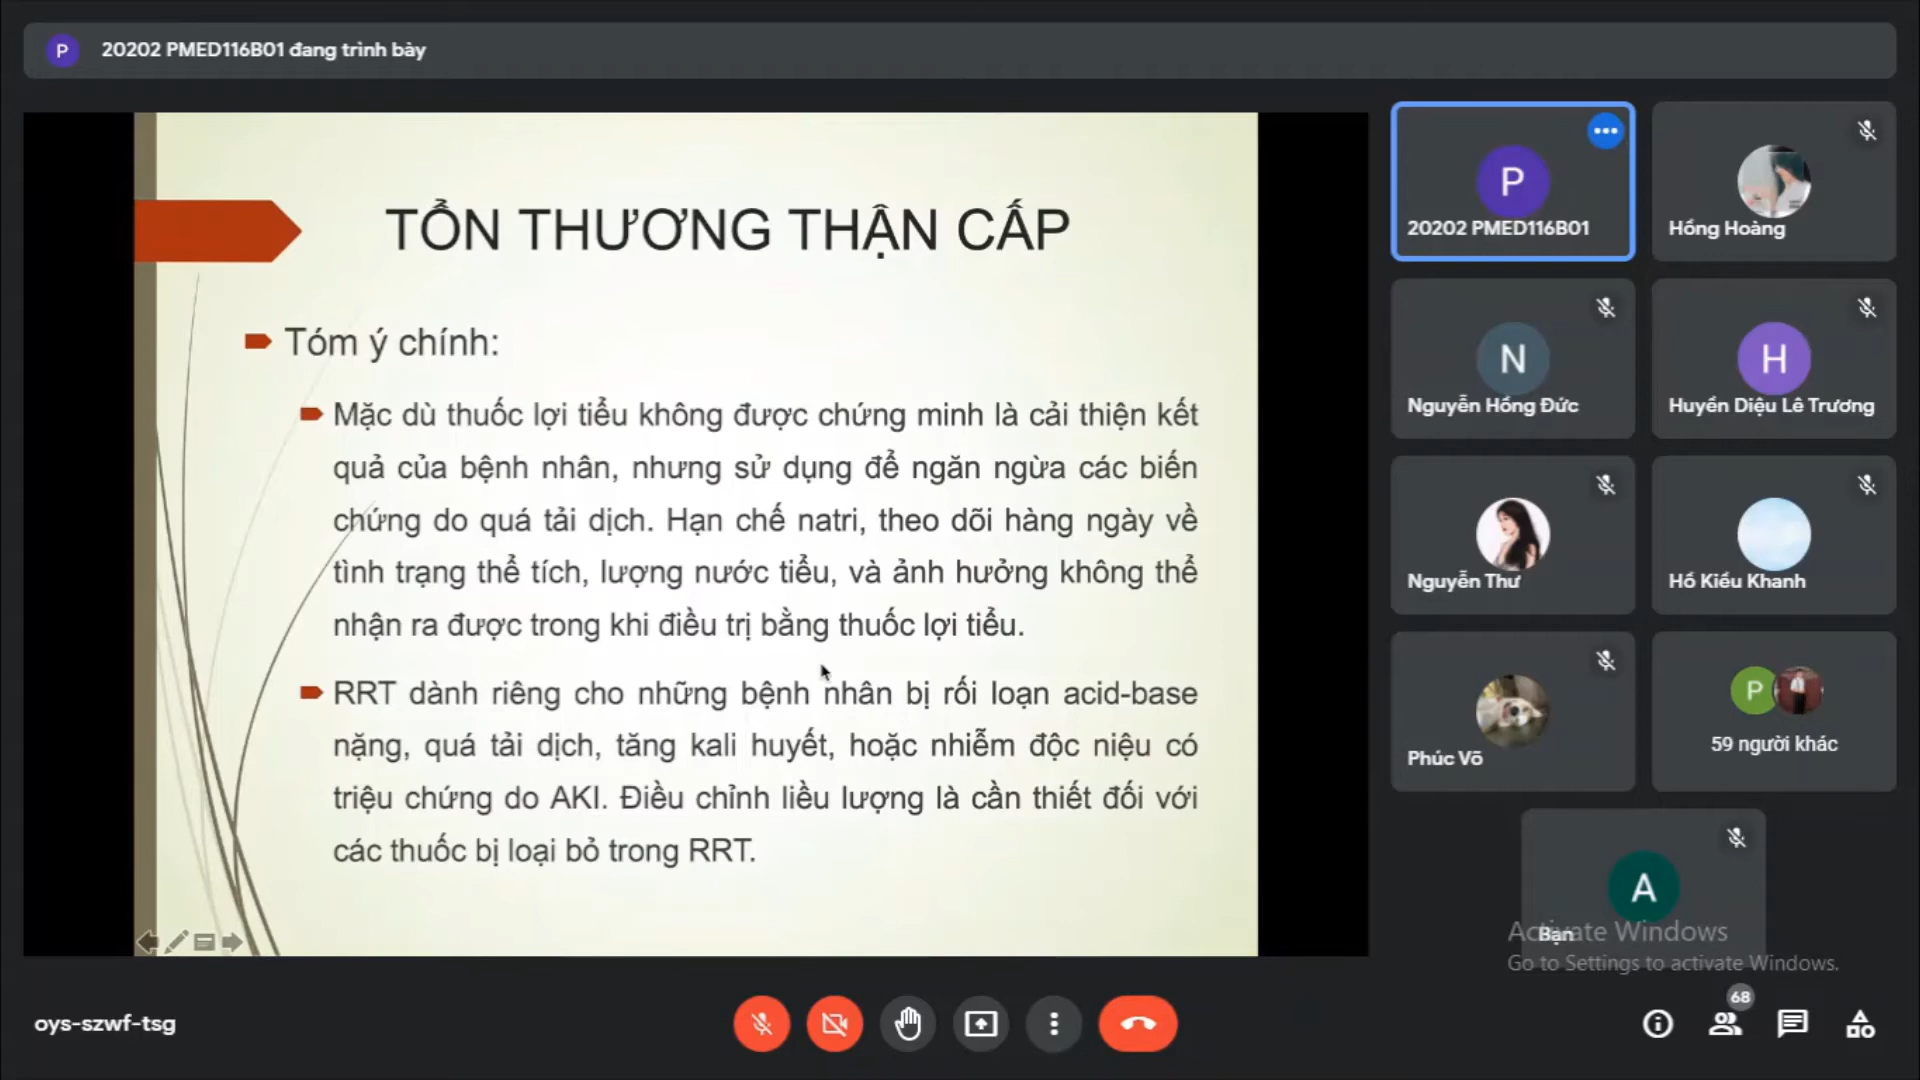 P 20202 PMED116B01 đang trình bày
TỔN THƯƠNG THẬN CẤP
Tóm ý chính:
Mặc dù thuốc lợi tiểu không được chứng minh là cải thiện kết
quả của bệnh nhân, nhưng sử dụng để ngăn ngừa các biến
chứng do quá tải dịch. Hạn chế natri, theo dõi hàng ngày về
tình trạng thể tích, lượng nước tiểu, và ảnh hưởng không thể
nhận ra được trong khi điều trị bằng thuốc lợi tiểu.
RRT dành riêng cho những bệnh nhân bị rối loạn acid-base
nặng, quá tải dịch, tăng kali huyết, hoặc nhiễm độc niệu có
triệu chứng do AKI. Điều chỉnh liều lượng là cần thiết đối với
các thuốc bị loại bỏ trong RRT.
P
20202 PMED116B01
Hồng Hoàng
N
Nguyễn Hồng Đức
H
Huyền Diệu Lê Trương
Nguyễn Thư
Hồ Kiều Khanh
Phúc Võ
P
59 người khác
A
Bạn
Activate Windows
Go to Settings to activate Windows.
oys-szwf-tsg
68